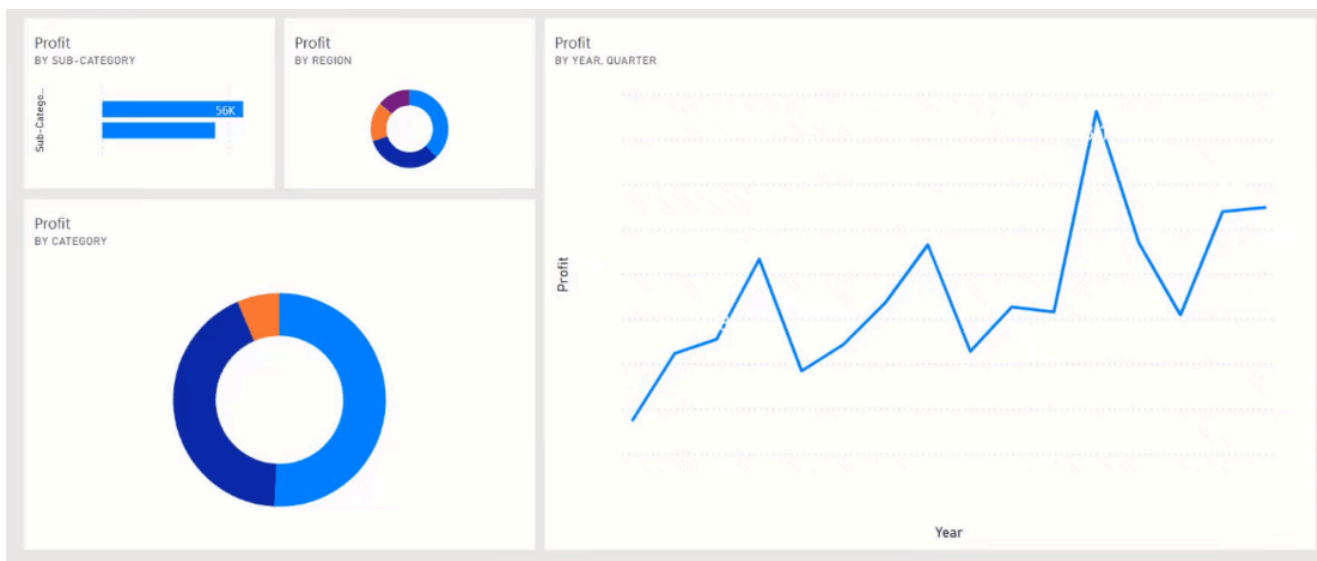 Profit
BY SUB-CATEGORY
Sub-Catego...
56K
Profit
BY REGION
Profit
BY CATEGORY
Profit
BY YEAR, QUARTER
Profit
Year